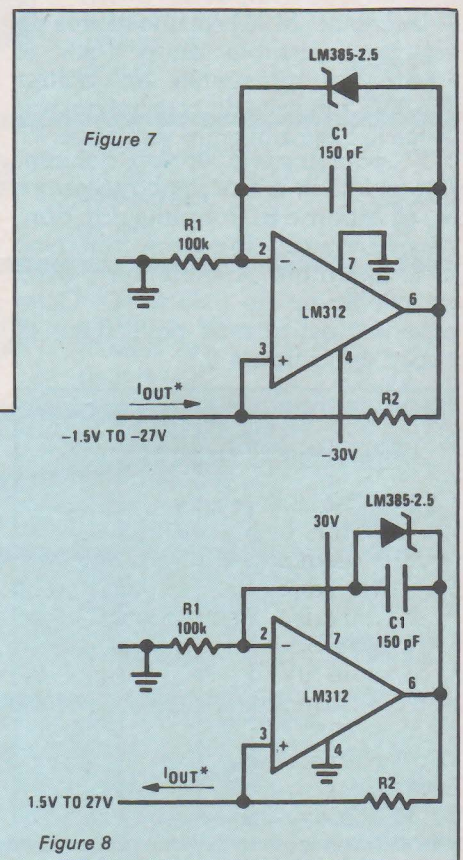 LM385-2.5
Figure 7
C1
150 pF
R1
100k
2
−
7
LM312
6
3
+
4
IOUT*
R2
−1.5V TO −27V
−30V
LM385-2.5
30V
R1
100k
C1
150 pF
2
−
7
6
LM312
3
+
4
IOUT*
R2
1.5V TO 27V
Figure 8